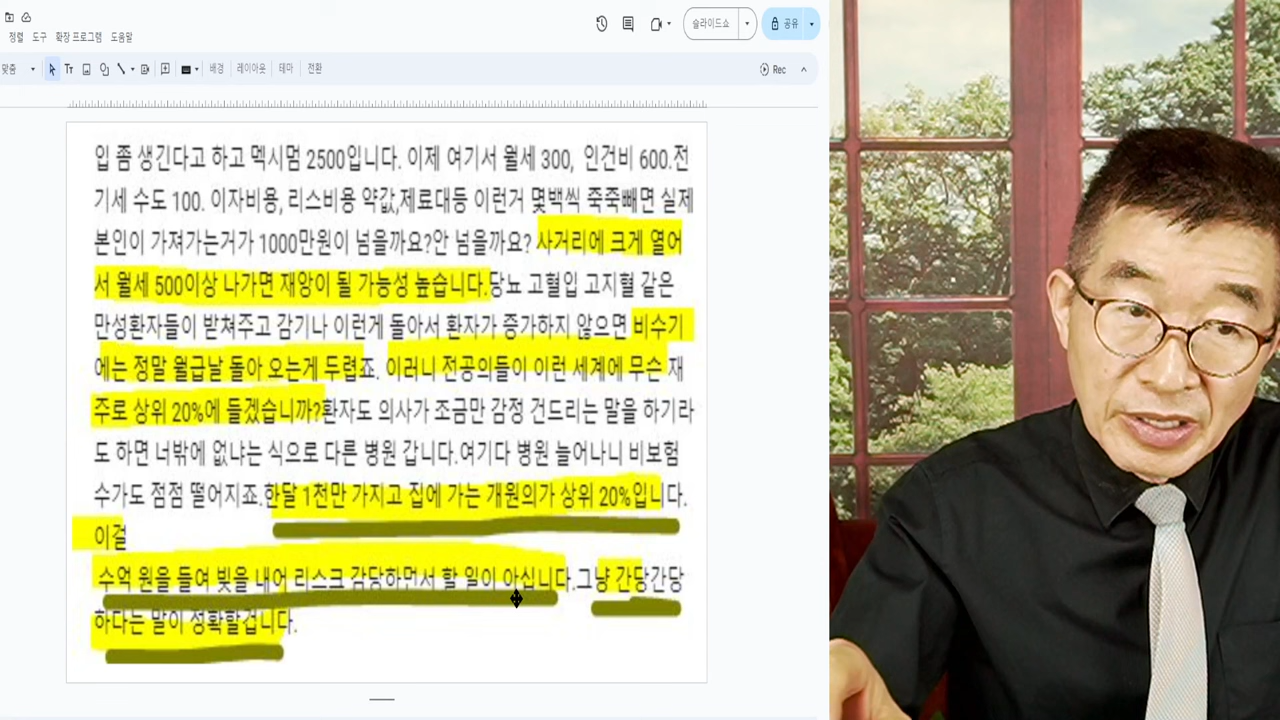 정렬 도구 확장 프로그램 도움말
슬라이드쇼
공유
맞춤
Tт
배경 레이아웃 테마 전환
Rec
입 좀 생긴다고 하고 멕시멈 2500입니다. 이제 여기서 월세 300, 인건비 600.전
기세 수도 100. 이자비용, 리스비용 약값,제료대등 이런거 몇백씩 죽죽빼면 실제
본인이 가져가는거가 1000만원이 넘을까요?안 넘을까요? 사거리에 크게 열어
서 월세 500이상 나가면 재앙이 될 가능성 높습니다.당뇨 고혈입 고지혈 같은
만성환자들이 받쳐주고 감기나 이런게 돌아서 환자가 증가하지 않으면 비수기
에는 정말 월급날 돌아 오는게 두렵죠. 이러니 전공의들이 이런 세계에 무슨 재
주로 상위 20%에 들겠습니까?환자도 의사가 조금만 감정 건드리는 말을 하기라
도 하면 너밖에 없냐는 식으로 다른 병원 갑니다.여기다 병원 늘어나니 비보험
수가도 점점 떨어지죠.한달 1천만 가지고 집에 가는 개원의가 상위 20%입니다.
이걸
수억 원을 들여 빚을 내어 리스크 감당하면서 할 일이 아십니다.그냥 간당간당
하다는 말이 정확할겁니다.